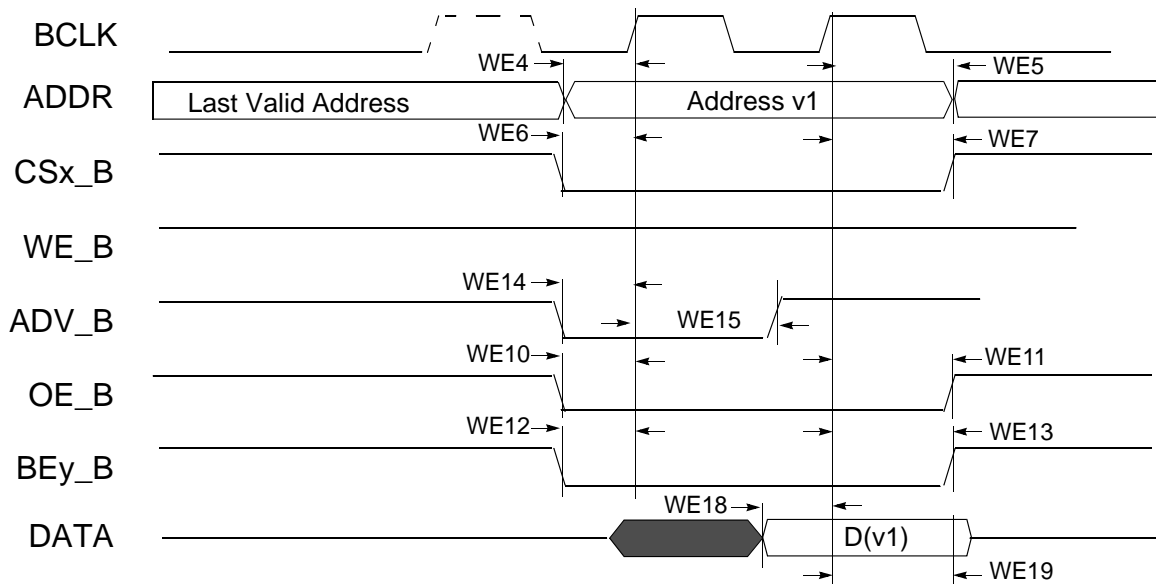 BCLK
WE4
WE5
ADDR
Last Valid Address
Address v1
WE6
WE7
CSx_B
WE_B
WE14
ADV_B
WE15
WE10
WE11
OE_B
WE12
WE13
BEy_B
WE18
DATA
D(v1)
WE19